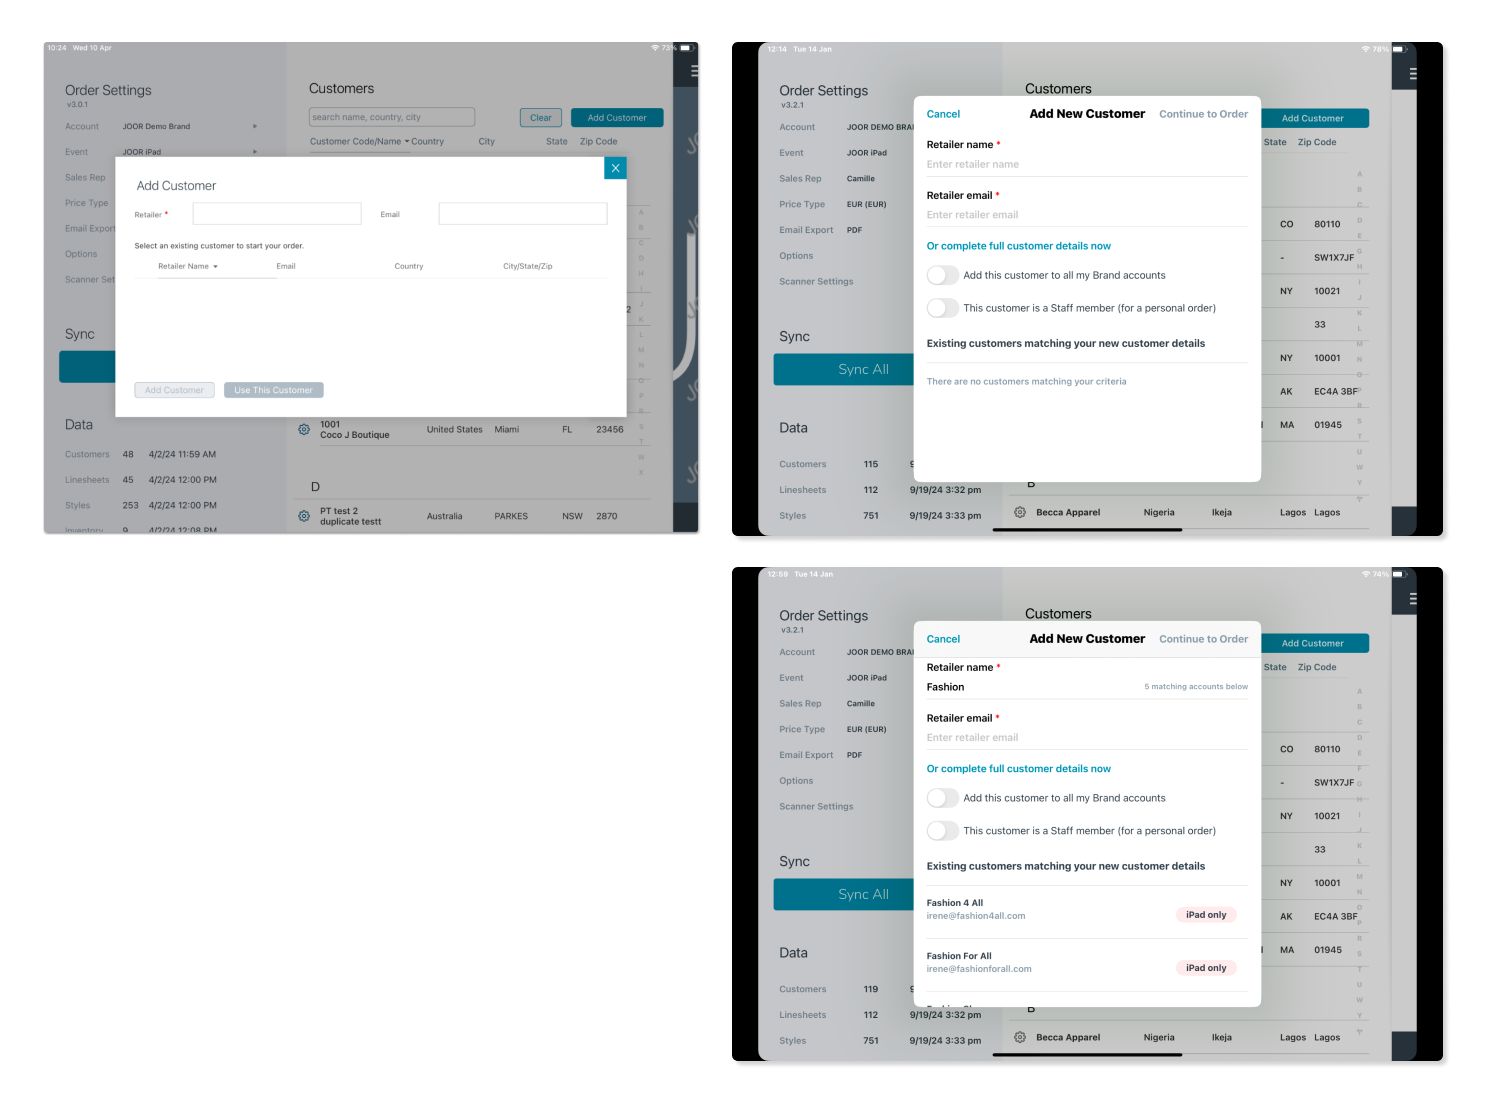 10:24 Wed 10 Apr
73%
Order Settings
v3.0.1
Account JOOR Demo Brand
Event JOOR iPad
Sales Rep
Price Type
Email Export
Options
Scanner Set
Sync
Data
Customers 48 4/2/24 11:59 AM
Linesheets 45 4/2/24 12:00 PM
Styles 253 4/2/24 12:00 PM
Inventory 9 4/2/24 12:08 PM
Customers
search name, country, city
Clear
Add Customer
Customer Code/Name Country City State Zip Code
Add Customer
X
Retailer *
Email
Select an existing customer to start your order.
Retailer Name Email Country City/State/Zip
Add Customer
Use This Customer
2
1001
Coco J Boutique United States Miami FL 23456
D
PT test 2
duplicate testt Australia PARKES NSW 2870
12:14 Tue 14 Jan
78%
Order Settings
v3.2.1
Account JOOR DEMO BRA
Event JOOR iPad
Sales Rep Camille
Price Type EUR (EUR)
Email Export PDF
Options
Scanner Settings
Sync
Sync All
Data
Customers 115 9
Linesheets 112 9/19/24 3:32 pm
Styles 751 9/19/24 3:33 pm
Customers
Add Customer
State Zip Code
CO 80110
- SW1X7JF
NY 10021
33
NY 10001
AK EC4A 3BF
MA 01945
B
Becca Apparel Nigeria Ikeja Lagos Lagos
Cancel
Add New Customer
Continue to Order
Retailer name *
Enter retailer name
Retailer email *
Enter retailer email
Or complete full customer details now
Add this customer to all my Brand accounts
This customer is a Staff member (for a personal order)
Existing customers matching your new customer details
There are no customers matching your criteria
12:59 Tue 14 Jan
74%
Order Settings
v3.2.1
Account JOOR DEMO BRA
Event JOOR iPad
Sales Rep Camille
Price Type EUR (EUR)
Email Export PDF
Options
Scanner Settings
Sync
Sync All
Data
Customers 119 9
Linesheets 112 9/19/24 3:32 pm
Styles 751 9/19/24 3:33 pm
Customers
Add Customer
State Zip Code
CO 80110
- SW1X7JF
NY 10021
33
NY 10001
AK EC4A 3BF
MA 01945
B
Becca Apparel Nigeria Ikeja Lagos Lagos
Cancel
Add New Customer
Continue to Order
Retailer name *
Fashion
5 matching accounts below
Retailer email *
Enter retailer email
Or complete full customer details now
Add this customer to all my Brand accounts
This customer is a Staff member (for a personal order)
Existing customers matching your new customer details
Fashion 4 All
irene@fashion4all.com
iPad only
Fashion For All
irene@fashionforall.com
iPad only